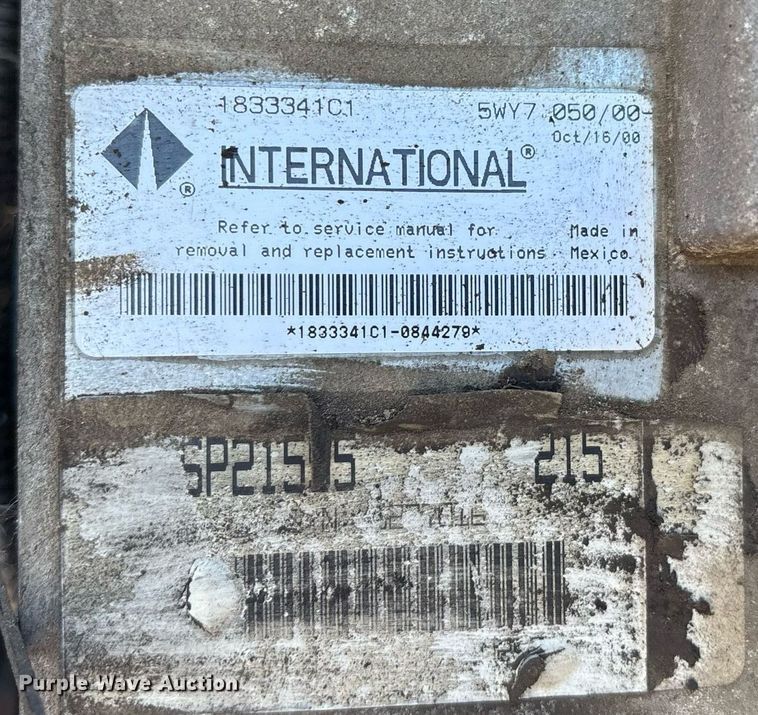 1833341C1 5WY7 050/00-
Oct/16/00
® INTERNATIONAL®
Refer to service manual for Made in
removal and replacement instructions Mexico
*1833341C1-0844279*
215
Purple Wave Auction